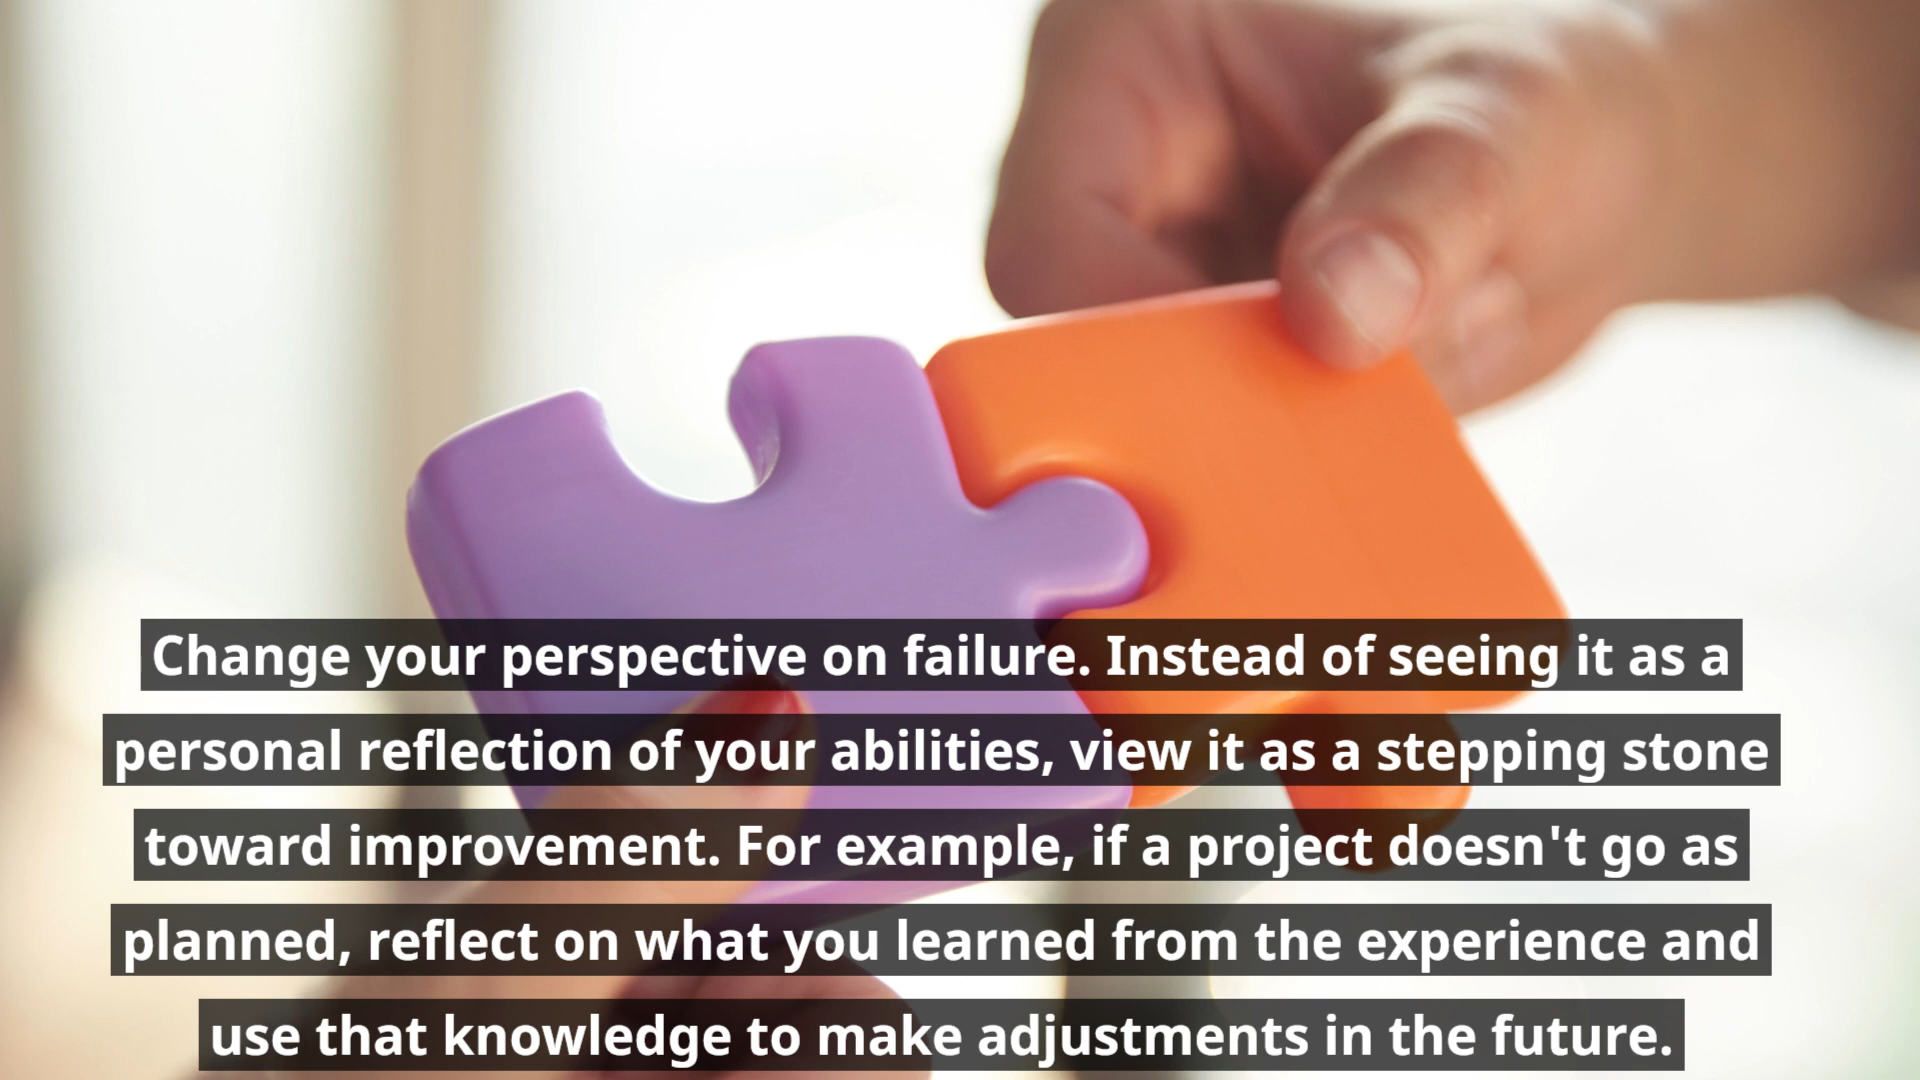 Change your perspective on failure. Instead of seeing it as a
personal reflection of your abilities, view it as a stepping stone
toward improvement. For example, if a project doesn't go as
planned, reflect on what you learned from the experience and
use that knowledge to make adjustments in the future.